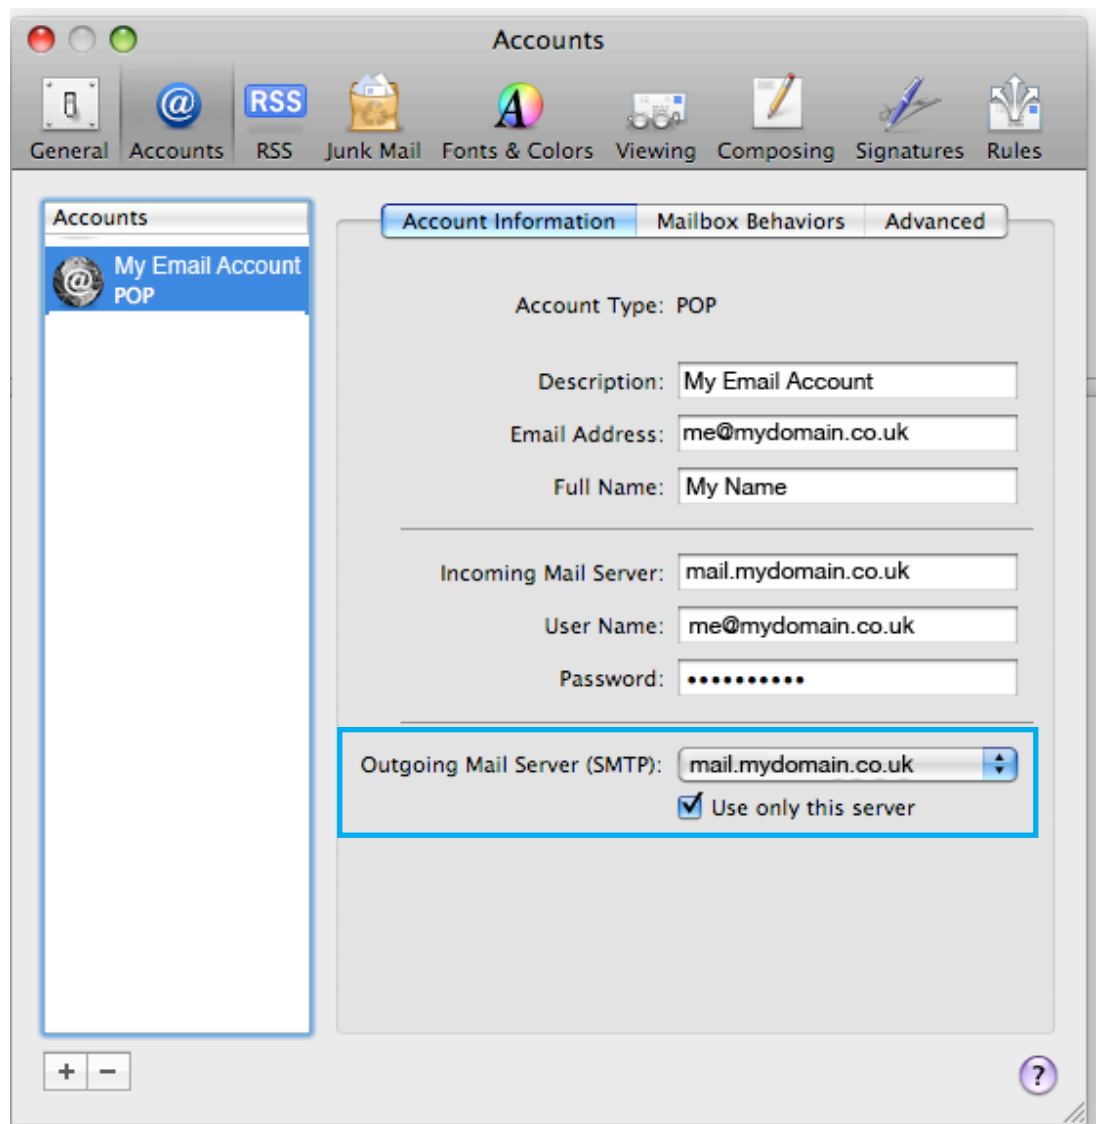 Accounts
RSS
General Accounts RSS Junk Mail Fonts & Colors Viewing Composing Signatures Rules
Accounts
My Email Account
POP
Account Information Mailbox Behaviors Advanced
Account Type: POP
Description: My Email Account
Email Address: me@mydomain.co.uk
Full Name: My Name
Incoming Mail Server: mail.mydomain.co.uk
User Name: me@mydomain.co.uk
Password: ••••••••••
Outgoing Mail Server (SMTP): mail.mydomain.co.uk
Use only this server
+ −
?